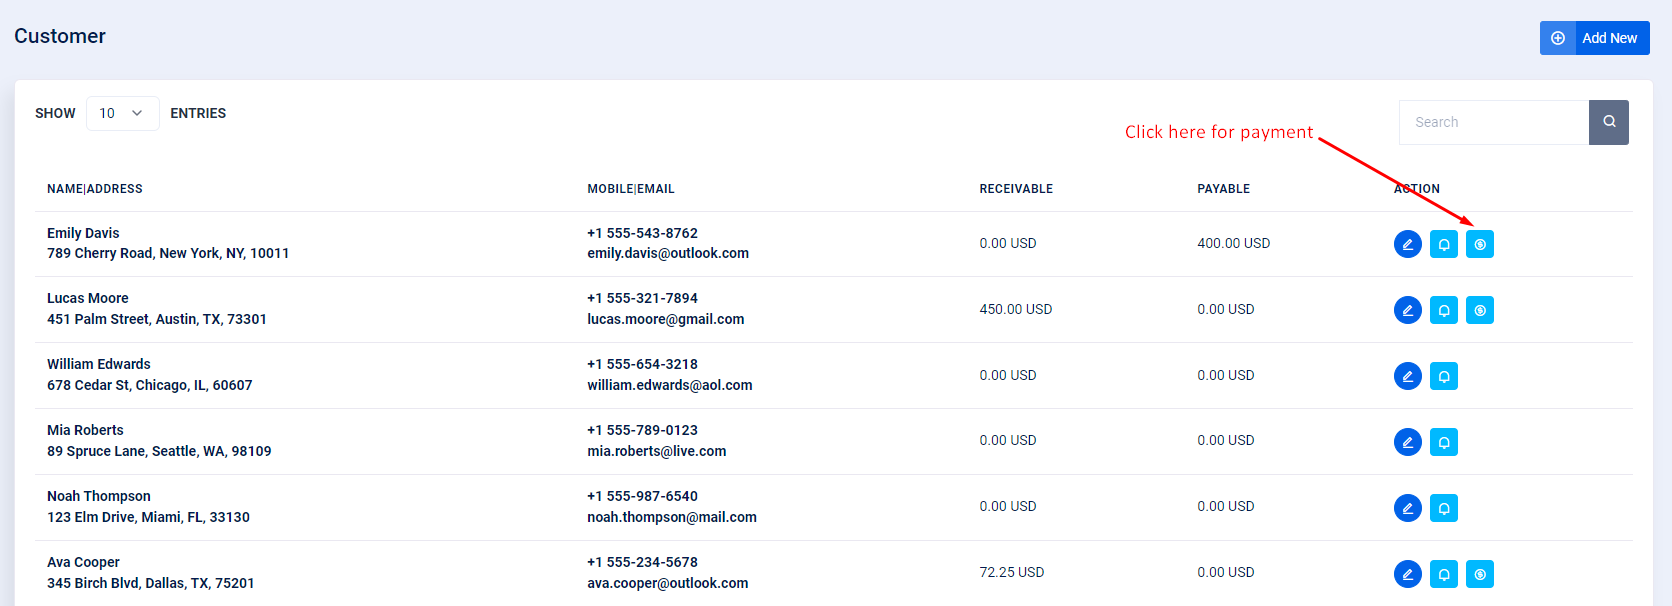 Customer
Add New
SHOW 10 ENTRIES
Search
Click here for payment
NAME|ADDRESS MOBILE|EMAIL RECEIVABLE PAYABLE ACTION
Emily Davis +1 555-543-8762
789 Cherry Road, New York, NY, 10011 emily.davis@outlook.com
0.00 USD 400.00 USD
Lucas Moore +1 555-321-7894
451 Palm Street, Austin, TX, 73301 lucas.moore@gmail.com
450.00 USD 0.00 USD
William Edwards +1 555-654-3218
678 Cedar St, Chicago, IL, 60607 william.edwards@aol.com
0.00 USD 0.00 USD
Mia Roberts +1 555-789-0123
89 Spruce Lane, Seattle, WA, 98109 mia.roberts@live.com
0.00 USD 0.00 USD
Noah Thompson +1 555-987-6540
123 Elm Drive, Miami, FL, 33130 noah.thompson@mail.com
0.00 USD 0.00 USD
Ava Cooper +1 555-234-5678
345 Birch Blvd, Dallas, TX, 75201 ava.cooper@outlook.com
72.25 USD 0.00 USD